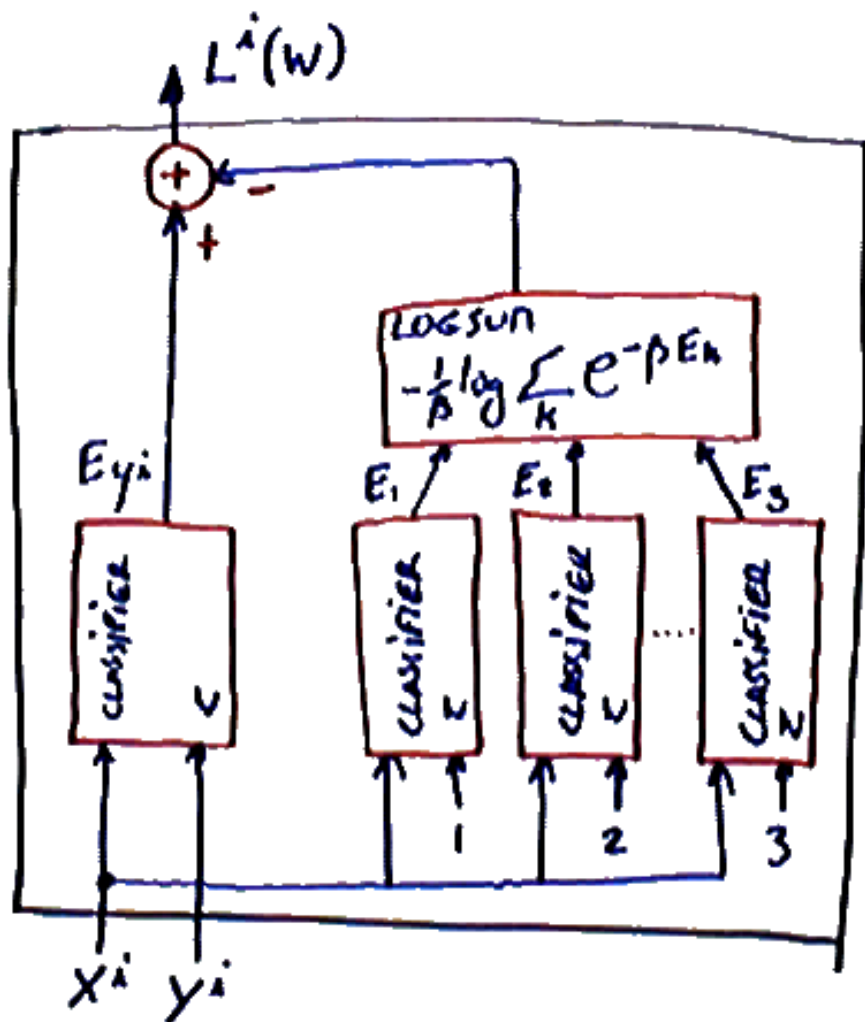 L^i(W)
+
-
+
LOGSUM
-1/β log Σ_k e^{-βE_k}
E_{y^i}
E_1
E_2
E_3
CLASSIFIER
CLASSIFIER
CLASSIFIER
CLASSIFIER
....
1
2
3
X^i
Y^i